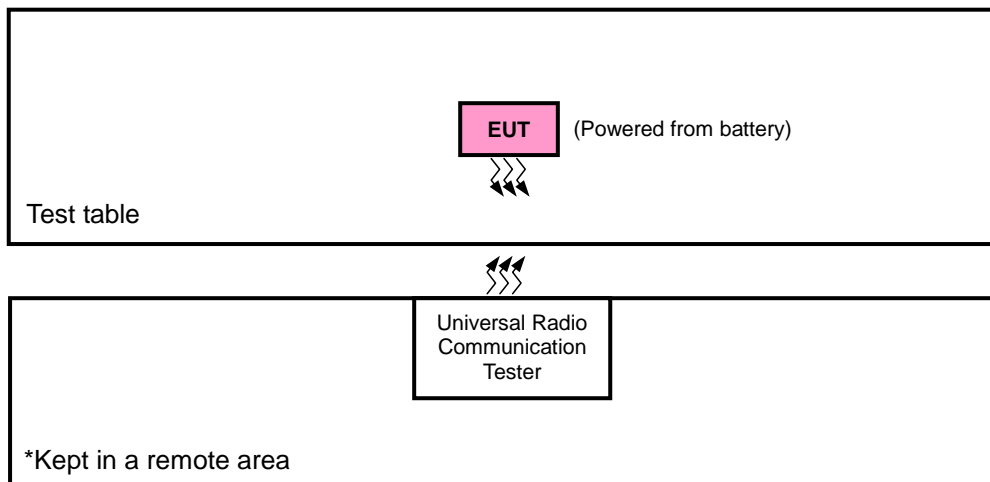 EUT
(Powered from battery)
Test table
Universal Radio
Communication
Tester
*Kept in a remote area